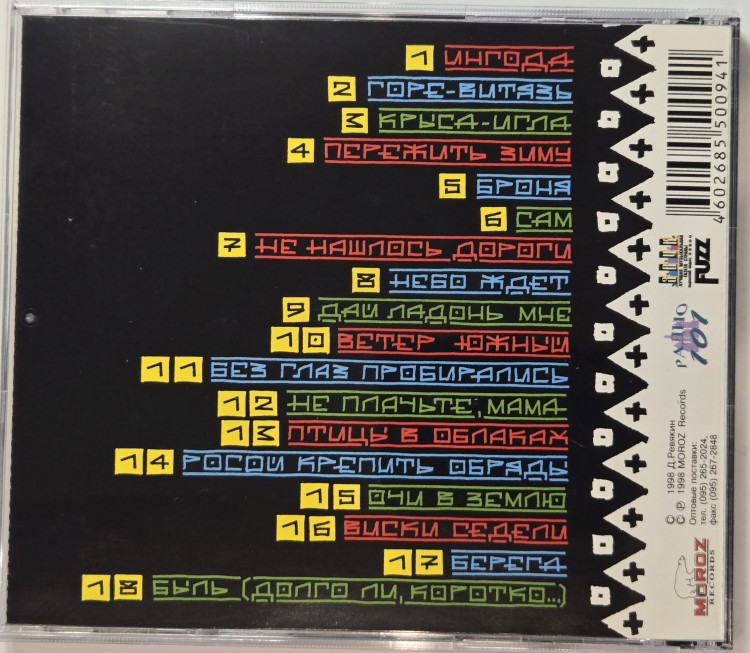 1 ИНГОДА
2 ГОРЕ-ВИТЯЗЬ
3 КРЫСА-ИГЛА
4 ПЕРЕЖИТЬ ЗИМУ
5 БРОНЯ
6 САМ
7 НЕ НАШЛОСЬ ДОРОГИ
8 НЕБО ЖДЕТ
9 ДАЙ ЛАДОНЬ МНЕ
10 ВЕТЕР ЮЖНЫЙ
11 БЕЗ ГЛАЗ ПРОБИРАЛИСЬ
12 НЕ ПЛАЧЬТЕ, МАМА
13 ПТИЦЫ В ОБЛАКАХ
14 РОСОЙ КРЕПИТЬ ОБРЯДЫ
15 ОЧИ В ЗЕМЛЮ
16 ВИСКИ СЕДЕЛИ
17 БЕРЕГА
18 БЫЛЬ (ДОЛГО ЛИ, КОРОТКО...)
4 602685 500941
FUZZ
РАДИО 101
© 1998 Д.Ревякин
© ℗ 1998 MOROZ Records
Оптовые поставки:
тел. (095) 265-2024,
факс (095) 267-2848
MOROZ
RECORDS